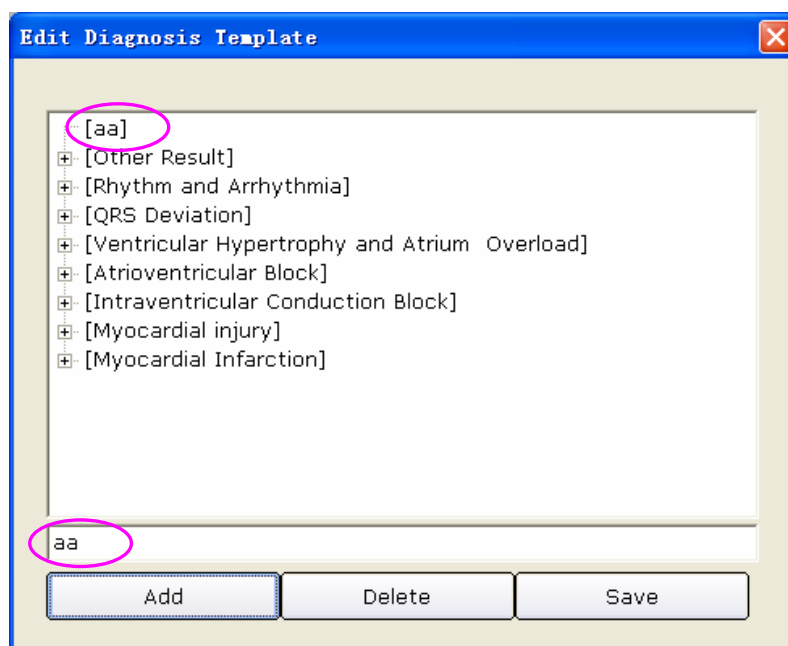 Edit Diagnosis Template
[aa]
[Other Result]
[Rhythm and Arrhythmia]
[QRS Deviation]
[Ventricular Hypertrophy and Atrium  Overload]
[Atrioventricular Block]
[Intraventricular Conduction Block]
[Myocardial injury]
[Myocardial Infarction]
aa
Add Delete Save